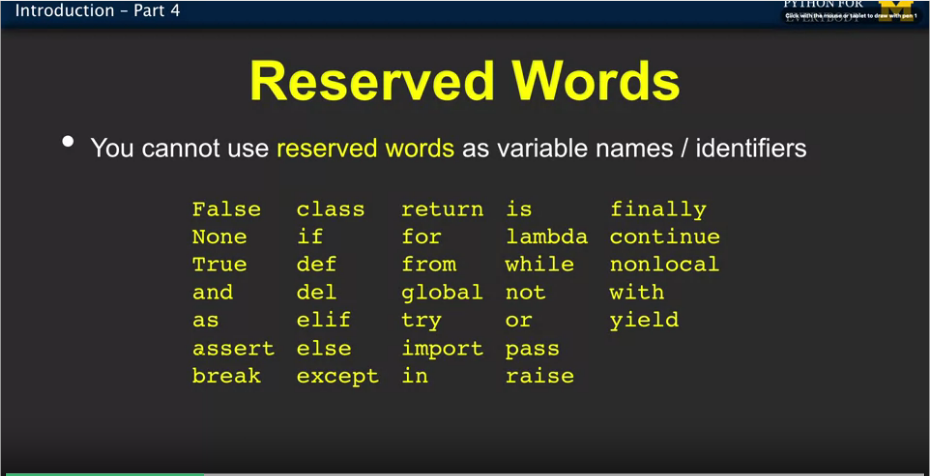 Introduction – Part 4
PYTHON FOR
Click with the mouse or tablet to draw with pen 1
Reserved Words
• You cannot use reserved words as variable names / identifiers
False class return is finally
None if for lambda continue
True def from while nonlocal
and del global not with
as elif try or yield
assert else import pass
break except in raise